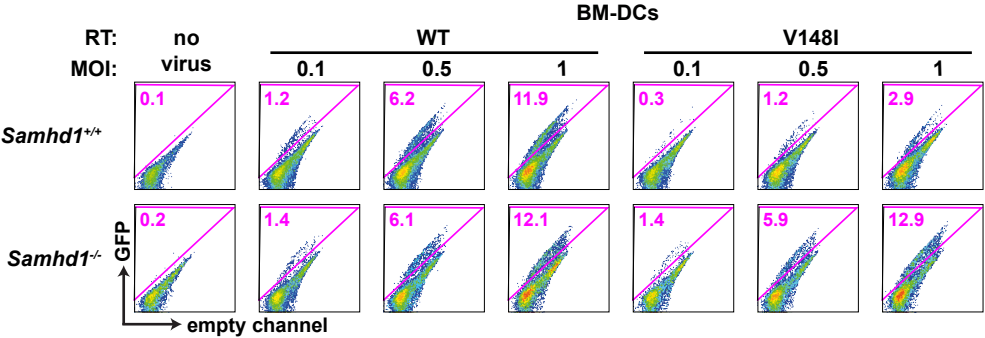 BM-DCs
RT: no virus WT V148I
MOI: 0.1 0.5 1 0.1 0.5 1
Samhd1+/+ 0.1 1.2 6.2 11.9 0.3 1.2 2.9
Samhd1-/- 0.2 1.4 6.1 12.1 1.4 5.9 12.9
GFP
empty channel